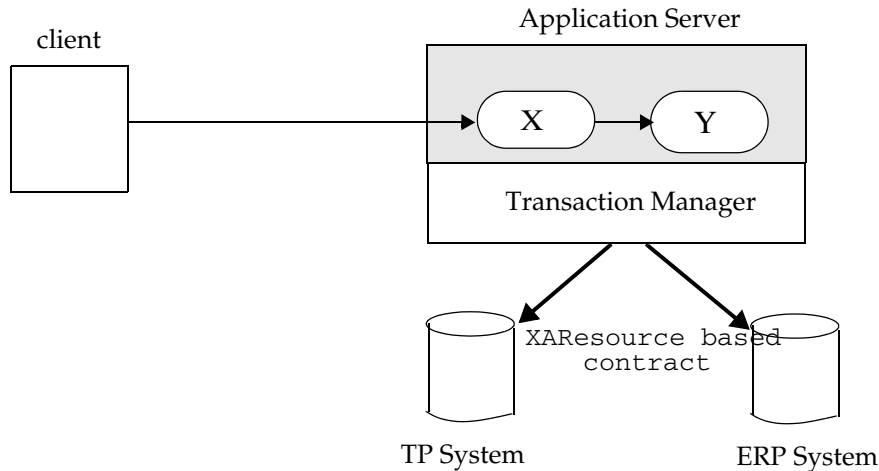 Application Server
client
X
Y
Transaction Manager
XAResource based
contract
TP System
ERP System